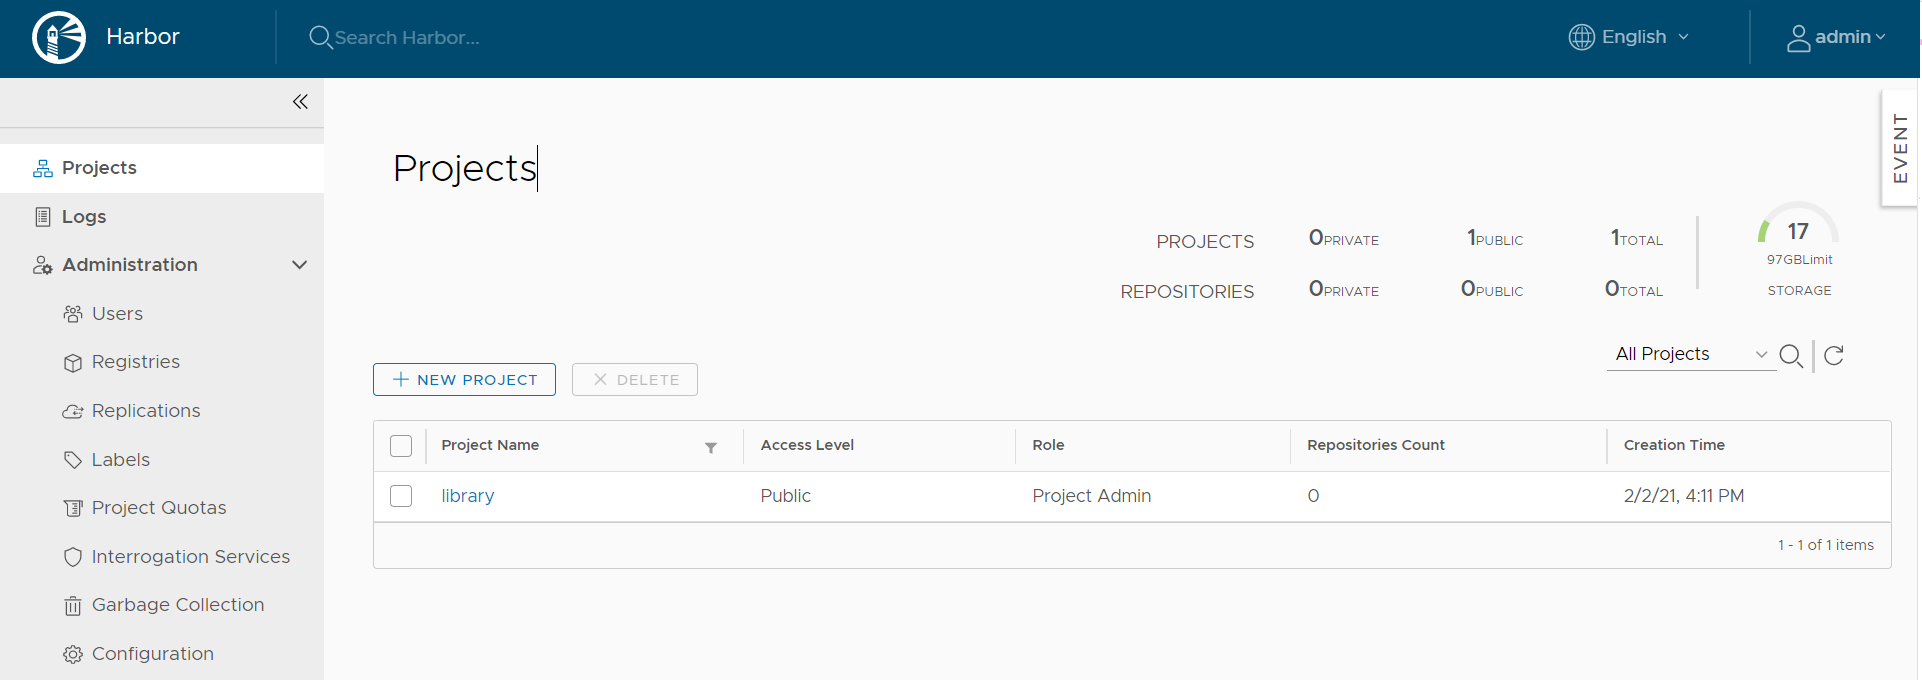 Harbor
Search Harbor...
English
admin
EVENT
Projects
Logs
Administration
Users
Registries
Replications
Labels
Project Quotas
Interrogation Services
Garbage Collection
Configuration
Projects
PROJECTS 0PRIVATE 1PUBLIC 1TOTAL
REPOSITORIES 0PRIVATE 0PUBLIC 0TOTAL
17
97GBLimit
STORAGE
All Projects
NEW PROJECT
DELETE
Project Name Access Level Role Repositories Count Creation Time
library Public Project Admin 0 2/2/21, 4:11 PM
1 - 1 of 1 items